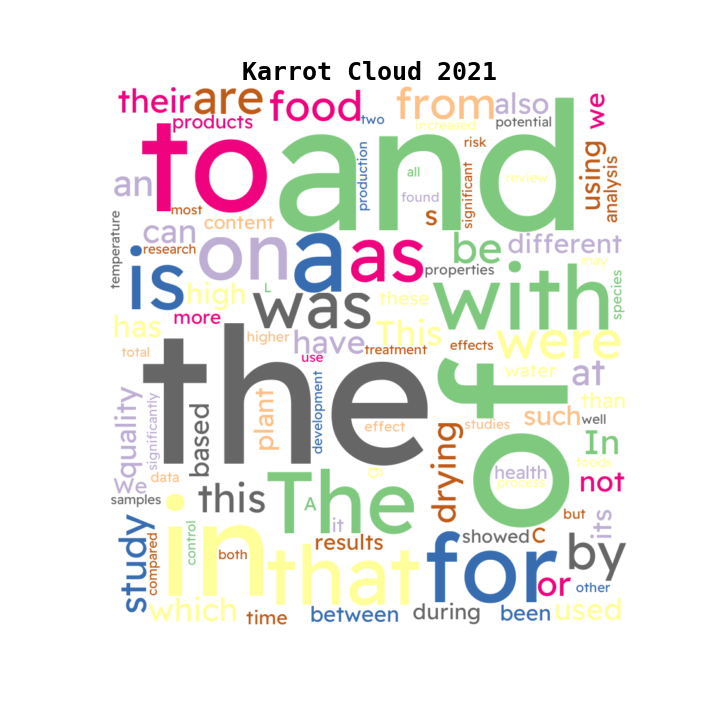 Karrot Cloud 2021
their are food from also we
products two increased potential
to and risk using analysis
production all significant review
an most found s
temperature can content research
on a as be different
is properties may
high L was these with species
more has This were
total higher have treatment effects
use the of
water at than
quality significantly based plant development effect studies such well
In foods
We data g health process not
samples this The A it drying
in results showed C but its
study compared control both that for or by
other
which time between during been used